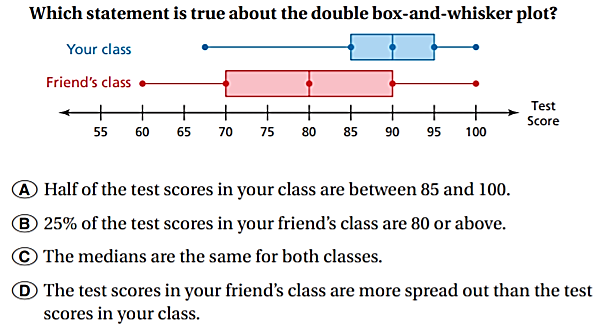 Which statement is true about the double box-and-whisker plot?
Your class
Friend's class
Test
Score
55 60 65 70 75 80 85 90 95 100
A Half of the test scores in your class are between 85 and 100.
B 25% of the test scores in your friend's class are 80 or above.
C The medians are the same for both classes.
D The test scores in your friend's class are more spread out than the test
scores in your class.